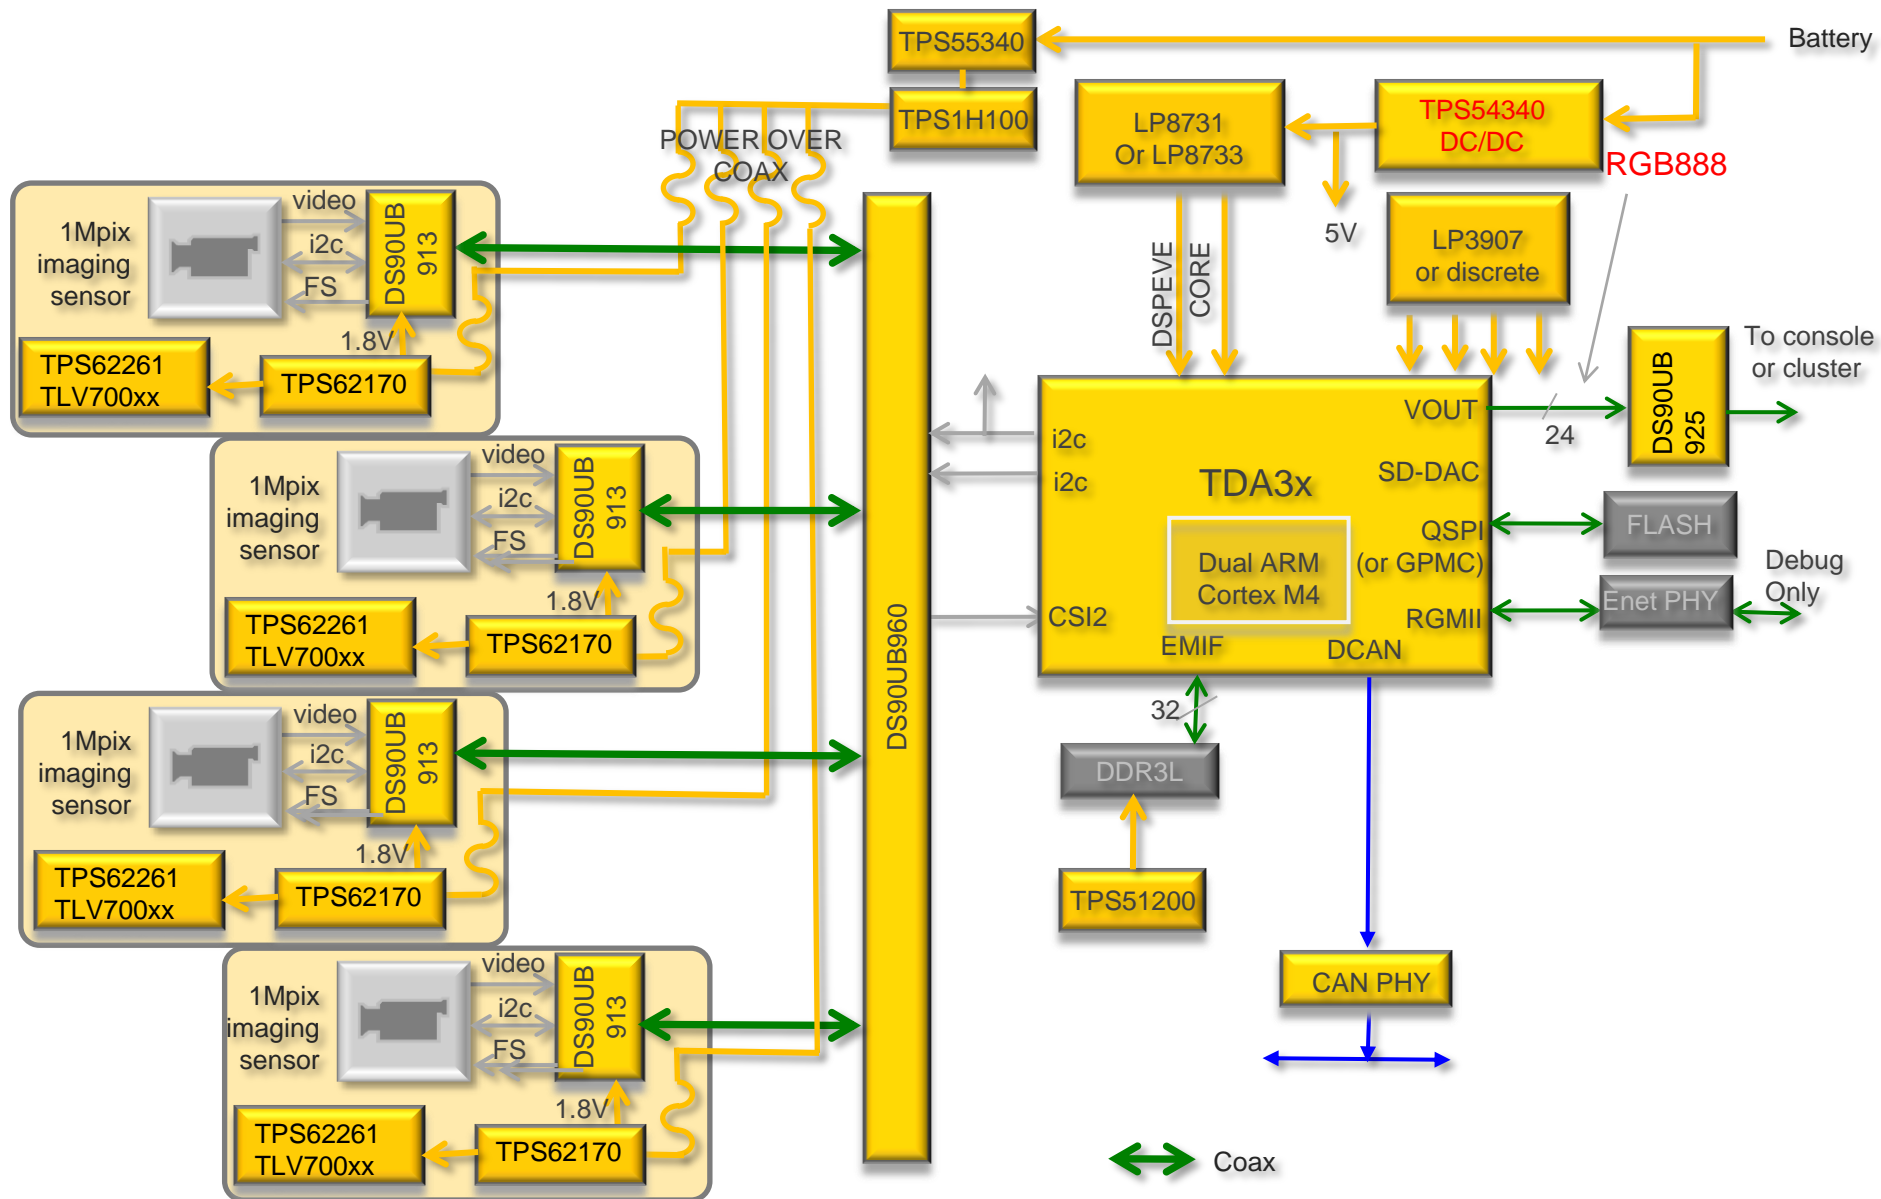 TPS55340
Battery
TPS1H100
LP8731
Or LP8733
TPS54340
DC/DC
RGB888
POWER OVER
COAX
5V
LP3907
or discrete
DSPEVE
CORE
1Mpix
imaging
sensor
video
i2c
FS
DS90UB
913
1.8V
TPS62261
TLV700xx
TPS62170
1Mpix
imaging
sensor
video
i2c
FS
DS90UB
913
1.8V
TPS62261
TLV700xx
TPS62170
1Mpix
imaging
sensor
video
i2c
FS
DS90UB
913
1.8V
TPS62261
TLV700xx
TPS62170
1Mpix
imaging
sensor
video
i2c
FS
DS90UB
913
1.8V
TPS62261
TLV700xx
TPS62170
DS90UB960
i2c
i2c
CSI2
TDA3x
Dual ARM
Cortex M4
EMIF
DCAN
VOUT
SD-DAC
QSPI
(or GPMC)
RGMII
24
DS90UB
925
To console
or cluster
FLASH
Enet PHY
Debug
Only
32
DDR3L
TPS51200
CAN PHY
Coax